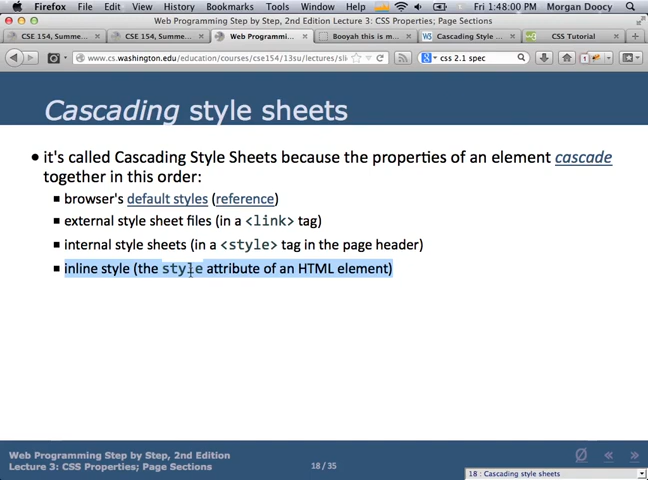 Firefox File Edit View History Bookmarks Tools Window Help Fri 1:48:00 PM Morgan Doocy
Web Programming Step by Step, 2nd Edition Lecture 3: CSS Properties; Page Sections
CSE 154, Summe... CSE 154, Summer... Web Programmi... Booyah this is m... Cascading Style ... CSS Tutorial
www.cs.washington.edu/education/courses/cse154/13su/lectures/sli css 2.1 spec
Cascading style sheets
● it's called Cascading Style Sheets because the properties of an element cascade
together in this order:
■ browser's default styles (reference)
■ external style sheet files (in a <link> tag)
■ internal style sheets (in a <style> tag in the page header)
■ inline style (the style attribute of an HTML element)
Web Programming Step by Step, 2nd Edition
Lecture 3: CSS Properties; Page Sections
18 / 35
Ø « »
18 : Cascading style sheets